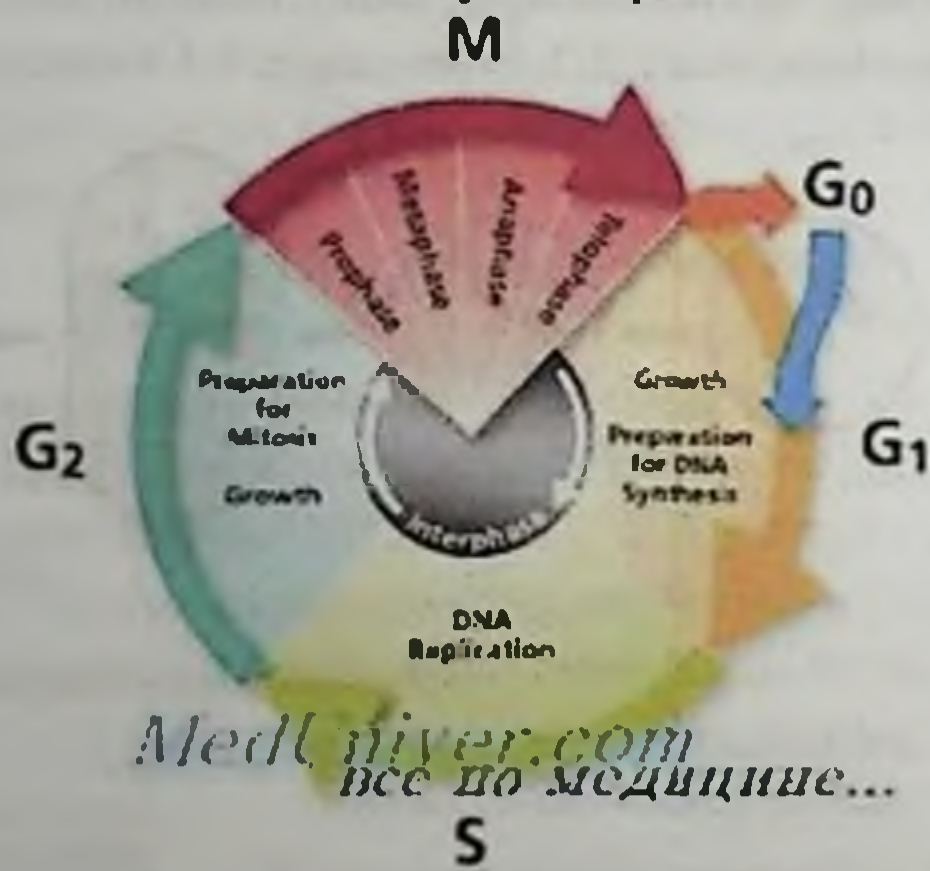 M
G0
Prophase
Metaphase
Anaphase
Telophase
Preparation
for
Mitosis
Growth
G2
Growth
Preparation
for DNA
Synthesis
G1
Interphase
DNA
Replication
MedUniver.com
все по медицине...
S